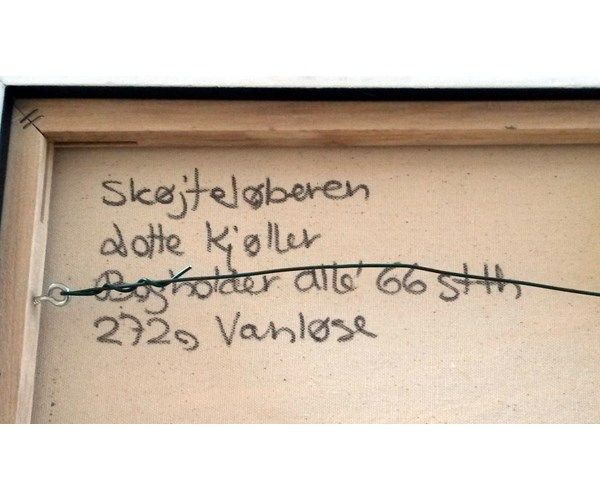 Skøjteløberen
Lotte Kjøller
Bogholder allé 66 st th
2720 Vanløse